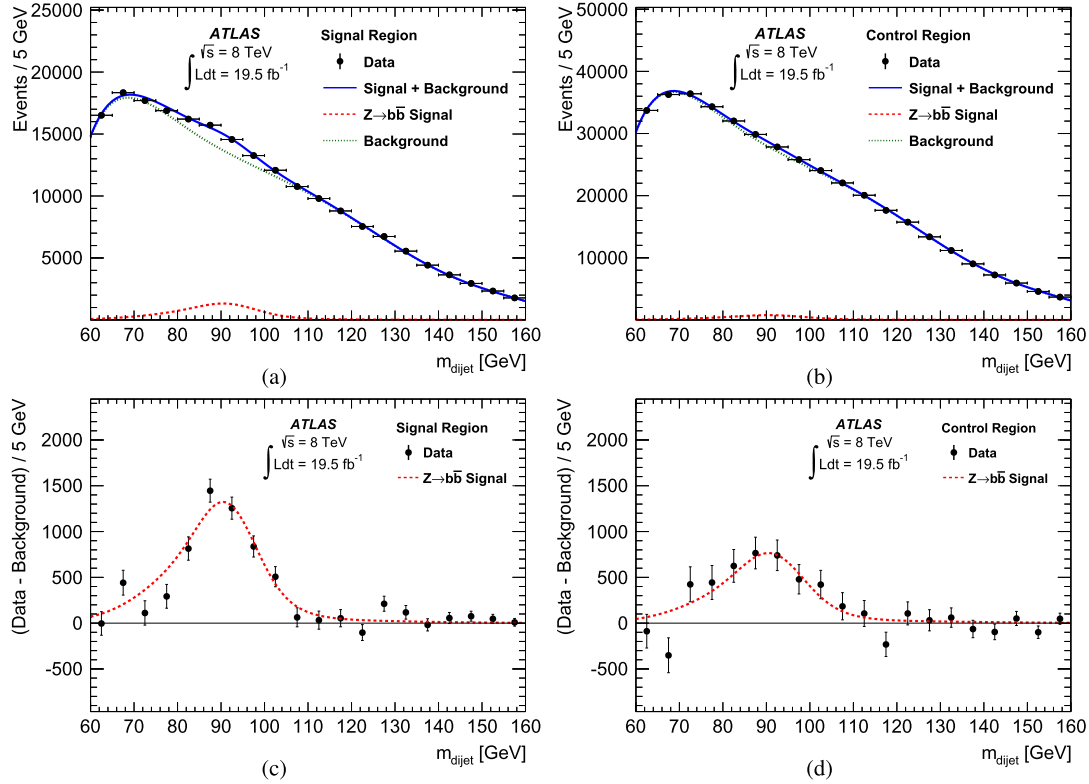 Events / 5 GeV
25000
20000
15000
10000
5000
ATLAS
√s = 8 TeV
∫ Ldt = 19.5 fb⁻¹
Signal Region
Data
Signal + Background
Z→bb̅ Signal
Background
60 70 80 90 100 110 120 130 140 150 160
m_dijet [GeV]
(a)
Events / 5 GeV
50000
40000
30000
20000
10000
ATLAS
√s = 8 TeV
∫ Ldt = 19.5 fb⁻¹
Control Region
Data
Signal + Background
Z→bb̅ Signal
Background
60 70 80 90 100 110 120 130 140 150 160
m_dijet [GeV]
(b)
(Data - Background) / 5 GeV
2000
1500
1000
500
0
-500
ATLAS
√s = 8 TeV
∫ Ldt = 19.5 fb⁻¹
Signal Region
Data
Z→bb̅ Signal
60 70 80 90 100 110 120 130 140 150 160
m_dijet [GeV]
(c)
(Data - Background) / 5 GeV
2000
1500
1000
500
0
-500
ATLAS
√s = 8 TeV
∫ Ldt = 19.5 fb⁻¹
Control Region
Data
Z→bb̅ Signal
60 70 80 90 100 110 120 130 140 150 160
m_dijet [GeV]
(d)